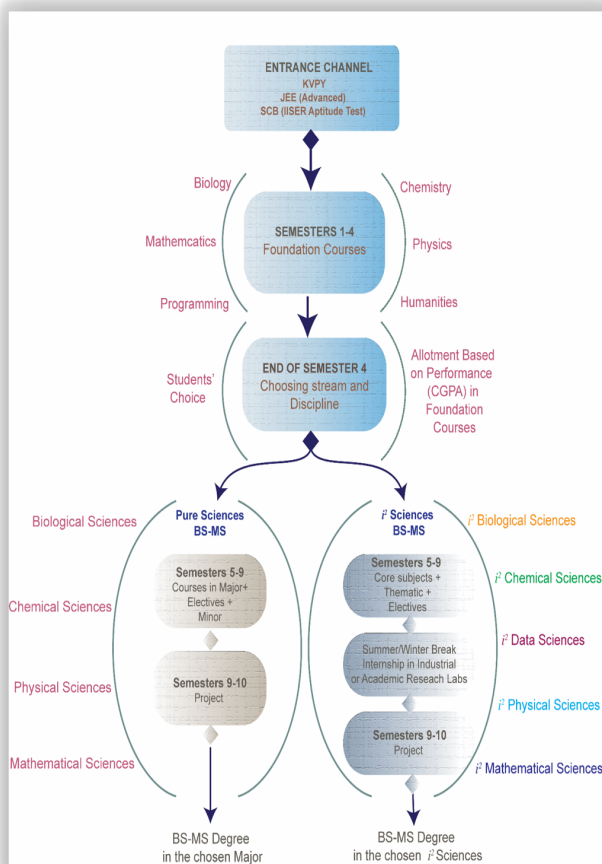 ENTRANCE CHANNEL
KVPY
JEE (Advanced)
SCB (IISER Aptitude Test)
Biology
Chemistry
SEMESTERS 1-4
Foundation Courses
Mathemcatics
Physics
Programming
Humanities
END OF SEMESTER 4
Choosing stream and
Discipline
Students'
Choice
Allotment Based
on Performance
(CGPA) in
Foundation
Courses
Pure Sciences
BS-MS
Biological Sciences
Chemical Sciences
Physical Sciences
Mathematical Sciences
Semesters 5-9
Courses in Major+
Electives +
Minor
Semesters 9-10
Project
BS-MS Degree
in the chosen Major
i² Sciences
BS-MS
Semesters 5-9
Core subjects +
Thematic +
Electives
Summer/Winter Break
Internship in Industrial
or Academic Reseach Labs
Semesters 9-10
Project
i² Biological Sciences
i² Chemical Sciences
i² Data Sciences
i² Physical Sciences
i² Mathematical Sciences
BS-MS Degree
in the chosen i² Sciences